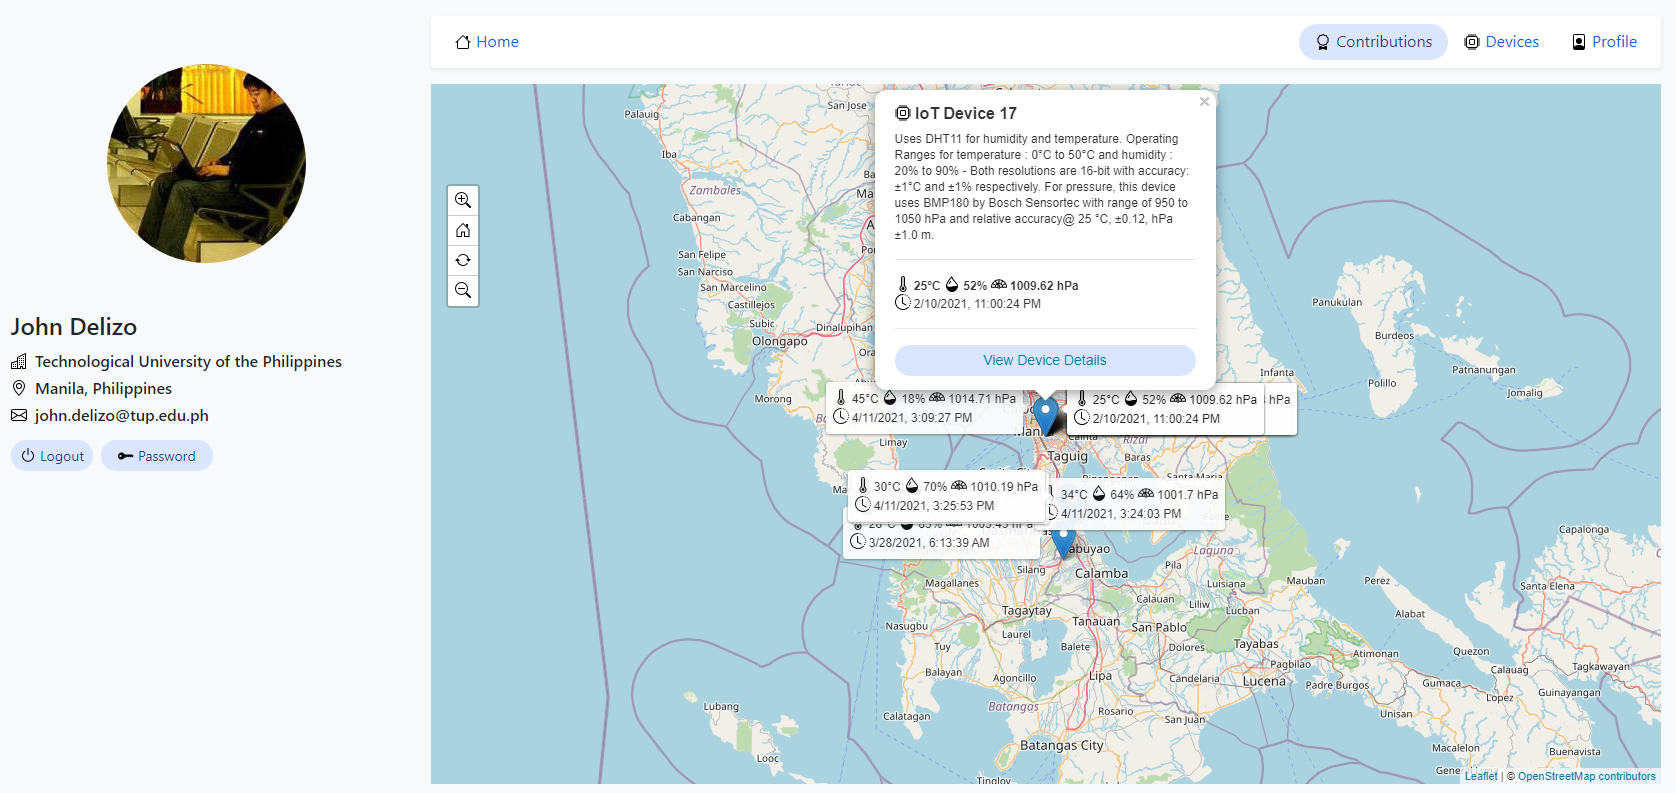 Home
Contributions
Devices
Profile
John Delizo
Technological University of the Philippines
Manila, Philippines
john.delizo@tup.edu.ph
Logout
Password
IoT Device 17
×
Uses DHT11 for humidity and temperature. Operating
Ranges for temperature : 0°C to 50°C and humidity :
20% to 90% - Both resolutions are 16-bit with accuracy:
±1°C and ±1% respectively. For pressure, this device
uses BMP180 by Bosch Sensortec with range of 950 to
1050 hPa and relative accuracy@ 25 °C, ±0.12, hPa
±1.0 m.
25°C 52% 1009.62 hPa
2/10/2021, 11:00:24 PM
View Device Details
45°C 18% 1014.71 hPa
4/11/2021, 3:09:27 PM
25°C 52% 1009.62 hPa
hPa
2/10/2021, 11:00:24 PM
30°C 70% 1010.19 hPa
4/11/2021, 3:25:53 PM
34°C 64% 1001.7 hPa
4/11/2021, 3:24:03 PM
3/28/2021, 6:13:39 AM
San Jose
Palauig
Iba
Zambales
Cabangan
San Felipe
San Narciso
San Marcelino
Castillejos
Subic
Dinalupihan
Olongapo
Morong
Limay
Taguig
Cainta
Rizal
Baras
Santa Maria
Infanta
Panukulan
Burdeos
Patnanungan
Polillo
Jomalig
Calaponga
Laguna
Silang
Calamba
Pila
Magallanes
Luisiana
Mauban
Perez
Santa Elena
Calauan
Liliw
Lucban
Alabat
Tagaytay
Nasugbu
Tanauan
San Pablo
Laurel
Tayabas
Tuy
Balete
Dolores
Atimonan
Quezon
Pagbilao
Calauag
Tagkawayan
Balayan
Agoncillo
Lipa
Candelaria
Lucena
Padre Burgos
Gumaca
Lopez
Guinayangan
Lubang
Batangas
Calatagan
Rosario
San Juan
Unisan
Macalelon
Buenavista
Batangas City
Looc
Tingloy
Leaflet | © OpenStreetMap contributors